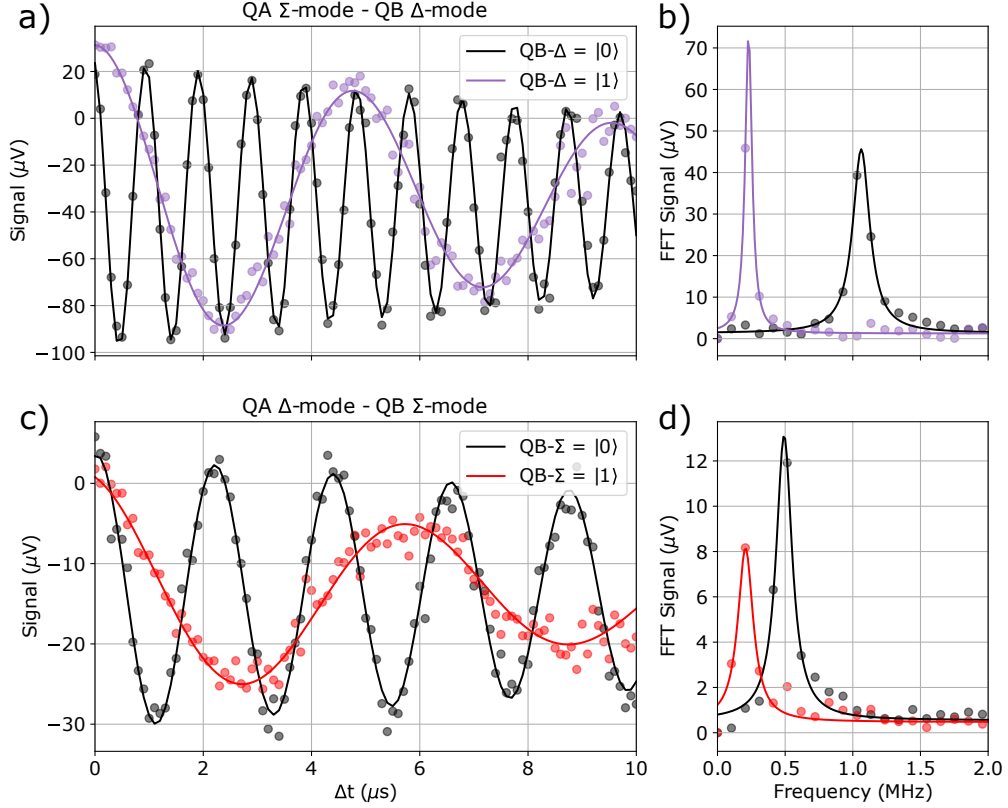 a)
QA Σ-mode - QB Δ-mode
QB-Δ = |0⟩
QB-Δ = |1⟩
Signal (μV)
20
0
−20
−40
−60
−80
−100
b)
FFT Signal (μV)
70
60
50
40
30
20
10
0
c)
QA Δ-mode - QB Σ-mode
QB-Σ = |0⟩
QB-Σ = |1⟩
Signal (μV)
0
−10
−20
−30
0
2
4
6
8
10
Δt (μs)
d)
FFT Signal (μV)
12
10
8
6
4
2
0
0.0
0.5
1.0
1.5
2.0
Frequency (MHz)